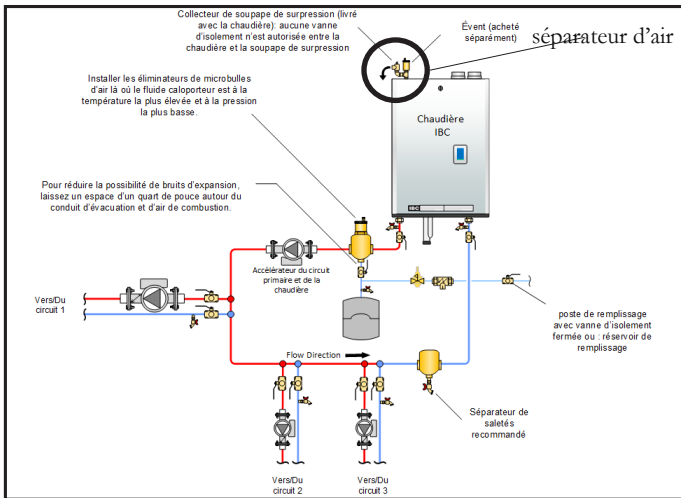 Collecteur de soupape de surpression (livré
avec la chaudière): aucune vanne
d'isolement n'est autorisée entre la
chaudière et la soupape de surpression
Évent (acheté
séparément)
séparateur d'air
Installer les éliminateurs de microbulles
d'air là où le fluide caloporteur est à la
température la plus élevée et à la pression
la plus basse.
Chaudière
IBC
Pour réduire la possibilité de bruits d'expansion,
laissez un espace d'un quart de pouce autour du
conduit d'évacuation et d'air de combustion.
IBC
Accélérateur du circuit
primaire et de la
chaudière
Vers/Du
circuit 1
poste de remplissage
avec vanne d'isolement
fermée ou : réservoir de
remplissage
Flow Direction
Séparateur de
saletés
recommandé
Vers/Du
circuit 2
Vers/Du
circuit 3